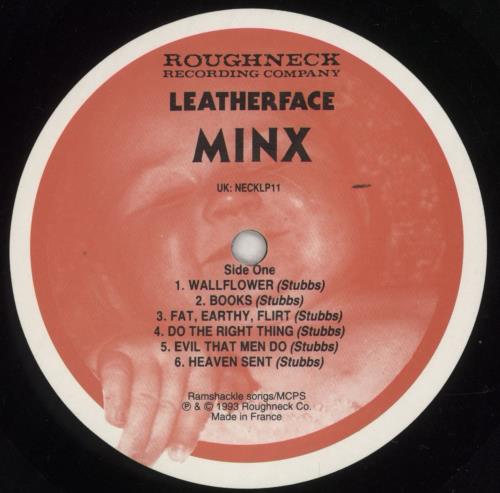 ROUGHNECK
RECORDING COMPANY
LEATHERFACE
MINX
UK: NECKLP11
Side One
1. WALLFLOWER (Stubbs)
2. BOOKS (Stubbs)
3. FAT, EARTHY, FLIRT (Stubbs)
4. DO THE RIGHT THING (Stubbs)
5. EVIL THAT MEN DO (Stubbs)
6. HEAVEN SENT (Stubbs)
Ramshackle songs/MCPS
℗ & © 1993 Roughneck Co.
Made in France